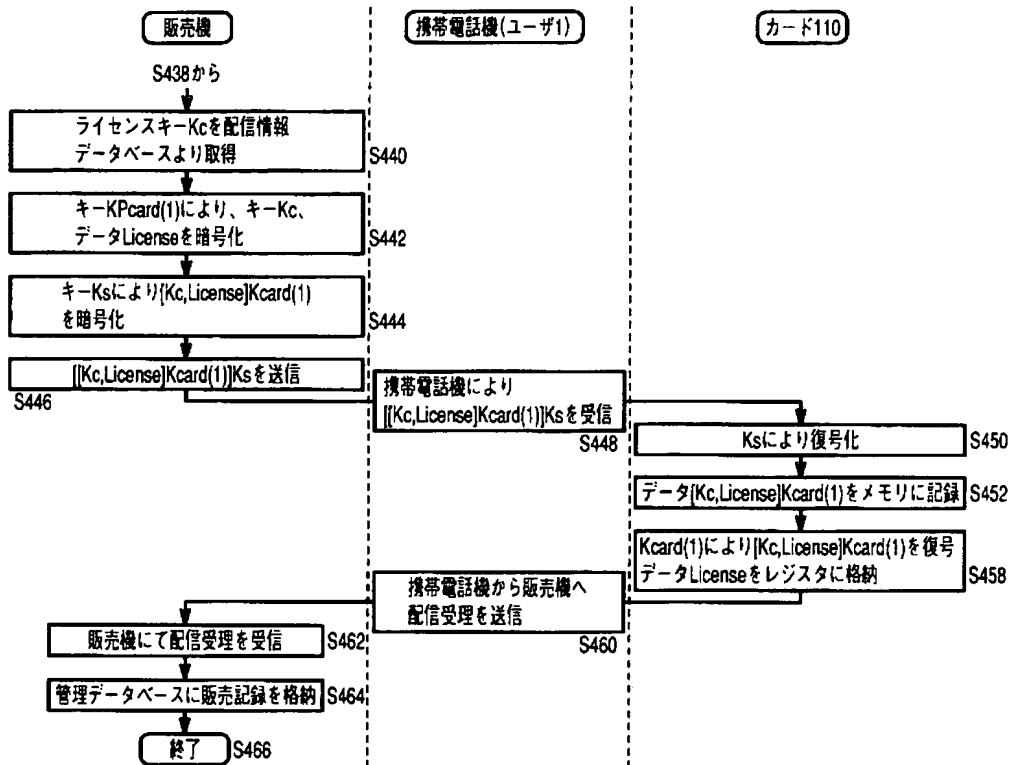 販売機
携帯電話機(ユーザ1)
カード110
S438から
ライセンスキーKcを配信情報
データベースより取得
S440
キーKPcard(1)により、キーKc、
データLicenseを暗号化
S442
キーKsにより[Kc,License]Kcard(1)
を暗号化
S444
[[Kc,License]Kcard(1)]Ksを送信
S446
携帯電話機により
[[Kc,License]Kcard(1)]Ksを受信
S448
Ksにより復号化
S450
データ[Kc,License]Kcard(1)をメモリに記録
S452
Kcard(1)により[Kc,License]Kcard(1)を復号
データLicenseをレジスタに格納
S458
携帯電話機から販売機へ
配信受理を送信
S460
販売機にて配信受理を受信
S462
管理データベースに販売記録を格納
S464
終了
S466